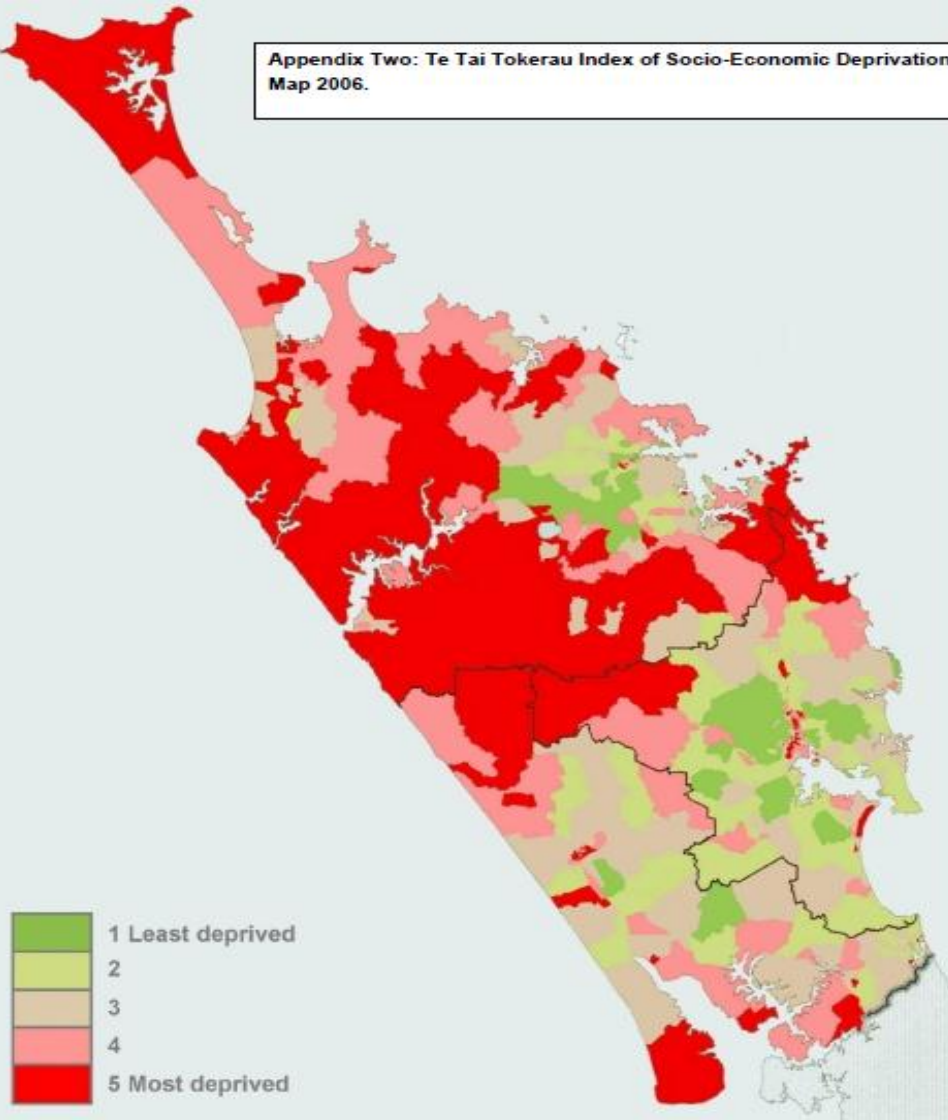 Appendix Two: Te Tai Tokerau Index of Socio-Economic Deprivation
Map 2006.
1 Least deprived
2
3
4
5 Most deprived